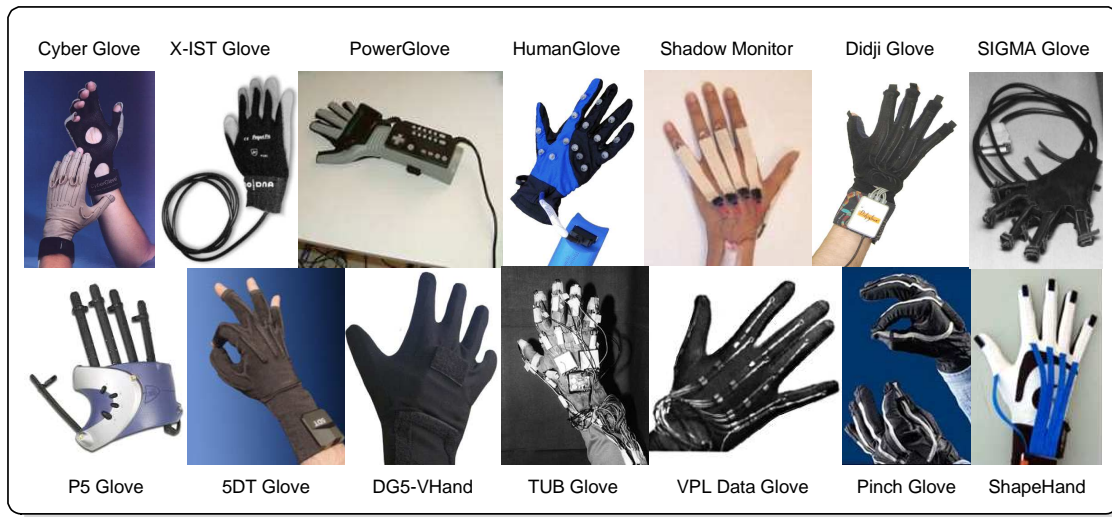 Cyber Glove
X-IST Glove
PowerGlove
HumanGlove
Shadow Monitor
Didji Glove
SIGMA Glove
P5 Glove
5DT Glove
DG5-VHand
TUB Glove
VPL Data Glove
Pinch Glove
ShapeHand